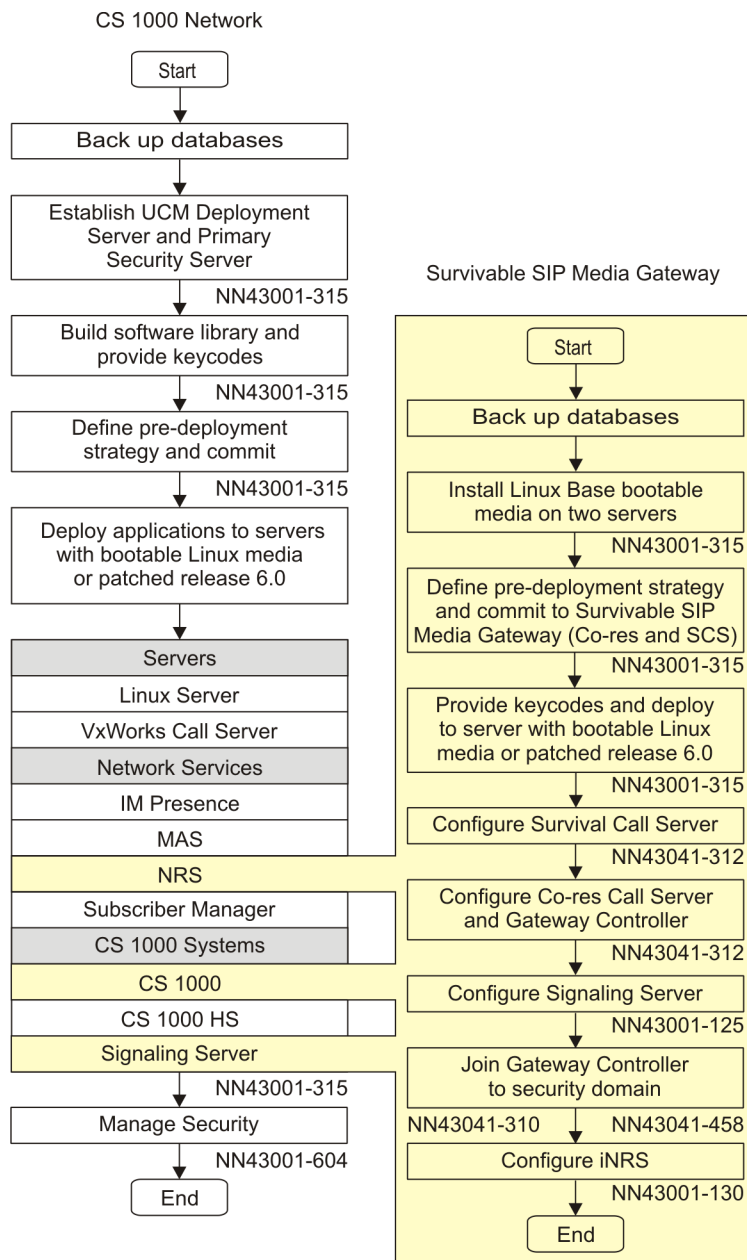 CS 1000 Network
Start
Back up databases
Establish UCM Deployment
Server and Primary
Security Server
NN43001-315
Build software library and
provide keycodes
NN43001-315
Define pre-deployment
strategy and commit
NN43001-315
Deploy applications to servers
with bootable Linux media
or patched release 6.0
Servers
Linux Server
VxWorks Call Server
Network Services
IM Presence
MAS
NRS
Subscriber Manager
CS 1000 Systems
CS 1000
CS 1000 HS
Signaling Server
NN43001-315
Manage Security
NN43001-604
End
Survivable SIP Media Gateway
Start
Back up databases
Install Linux Base bootable
media on two servers
NN43001-315
Define pre-deployment strategy
and commit to Survivable SIP
Media Gateway (Co-res and SCS)
NN43001-315
Provide keycodes and deploy
to server with bootable Linux
media or patched release 6.0
NN43001-315
Configure Survival Call Server
NN43041-312
Configure Co-res Call Server
and Gateway Controller
NN43041-312
Configure Signaling Server
NN43001-125
Join Gateway Controller
to security domain
NN43041-310 NN43041-458
Configure iNRS
NN43001-130
End